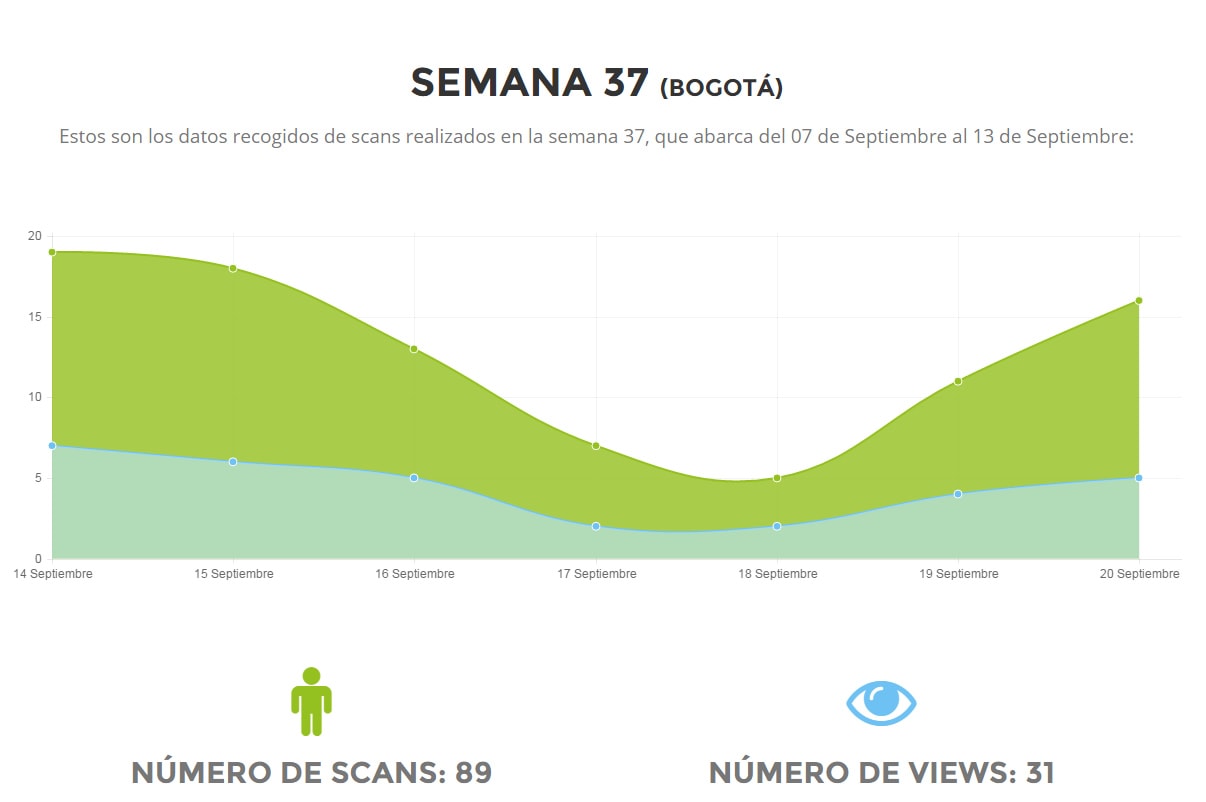 SEMANA 37 (BOGOTÁ)
Estos son los datos recogidos de scans realizados en la semana 37, que abarca del 07 de Septiembre al 13 de Septiembre:
20
15
10
5
0
14 Septiembre 15 Septiembre 16 Septiembre 17 Septiembre 18 Septiembre 19 Septiembre 20 Septiembre
NÚMERO DE SCANS: 89 NÚMERO DE VIEWS: 31